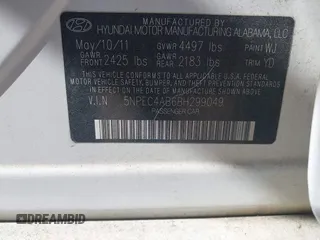 BY: HYUNDAI MOTOR MANUFACTURING ALABAMA, LLC
May/10/11 GVWR 4497 lbs PAINT WJ
GAWR FRONT 2425 lbs GAWR REAR 2183 lbs TRIM YD
THIS VEHICLE CONFORMS TO ALL APPLICABLE
FEDERAL MOTOR VEHICLE SAFETY, BUMPER, AND
THEFT PREVENTION STANDARDS IN EFFECT ON THE
DATE OF MANUFACTURE SHOWN ABOVE.
V.I.N 5NPEC4AB6BH299049
PASSENGER CAR
DREAMBID